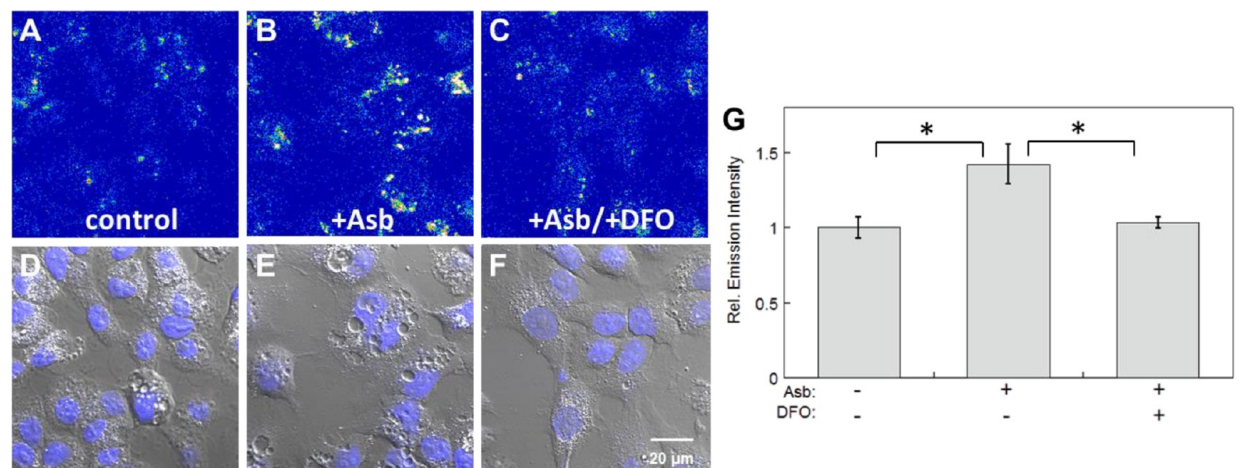 A
control
B
+Asb
C
+Asb/+DFO
D
E
F
20 µm
G
Rel. Emission Intensity
1.5
1
0.5
0
*
*
Asb: - + +
DFO: - - +